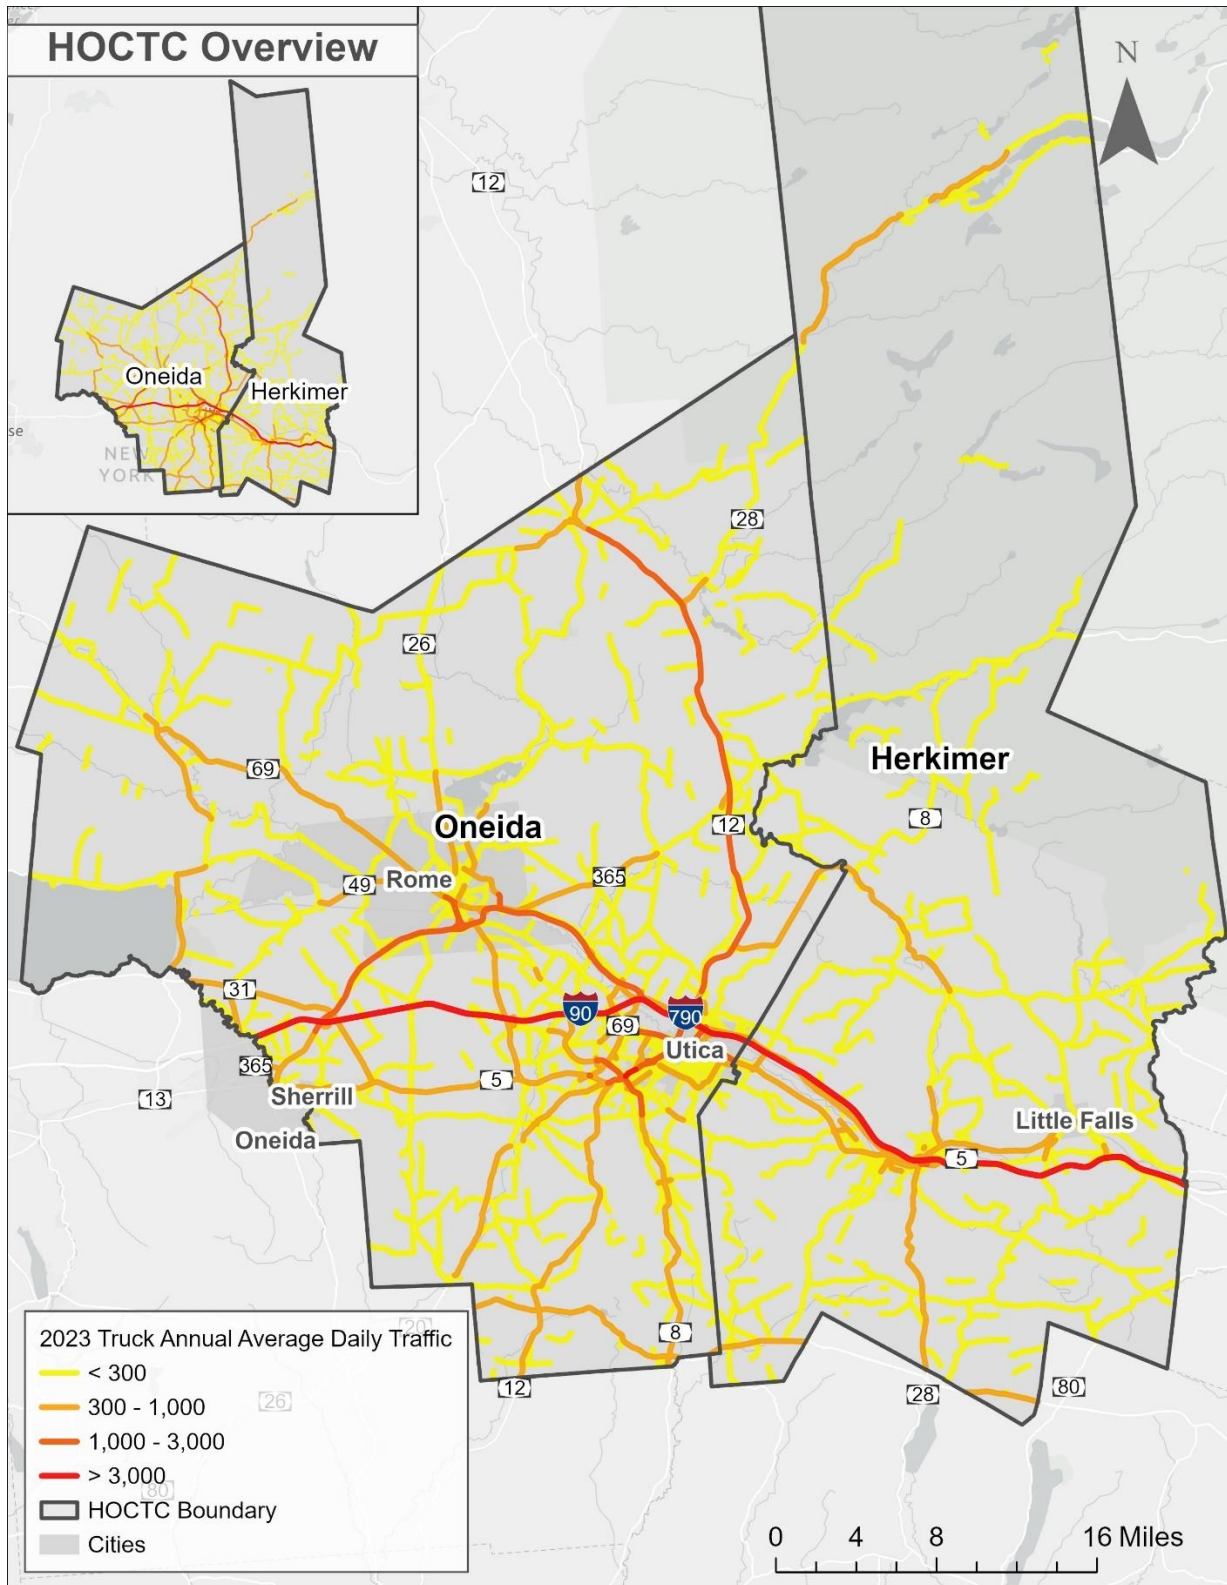 HOCTC Overview
N
12
Oneida
Herkimer
se
NEW
YORK
28
26
69
Herkimer
8
Oneida
12
365
49
Rome
31
90
790
69
Utica
365
5
13
Sherrill
Little Falls
Oneida
5
20
8
12
28
80
2023 Truck Annual Average Daily Traffic
< 300
300 - 1,000
26
1,000 - 3,000
> 3,000
80
HOCTC Boundary
Cities
0 4 8 16 Miles